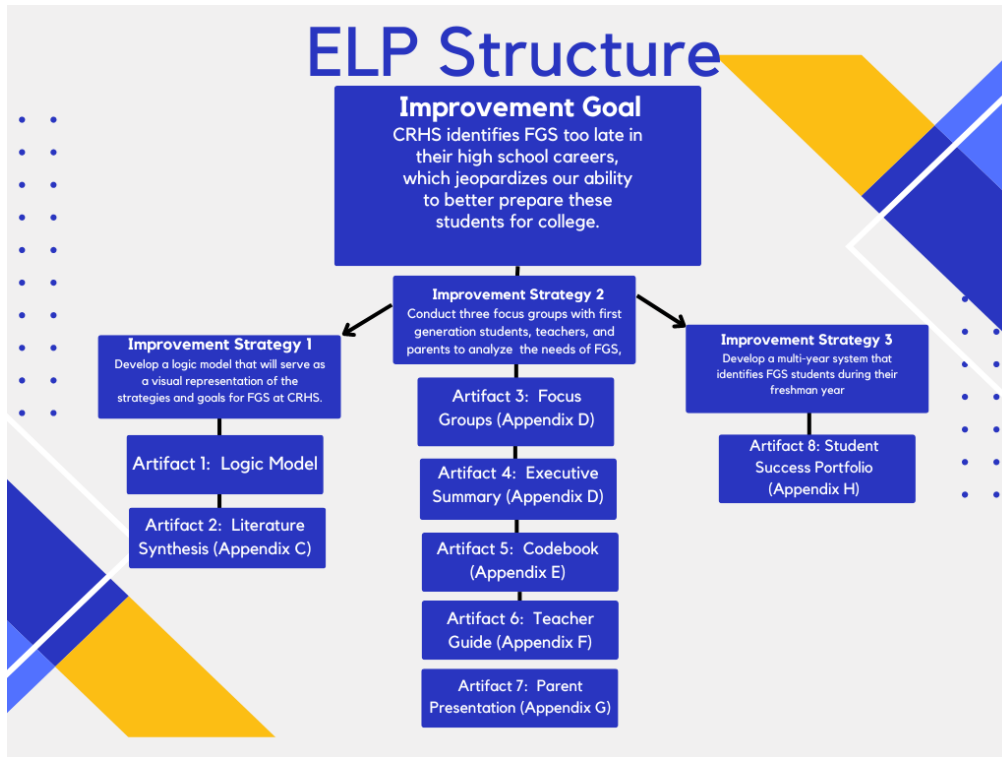 ELP Structure
Improvement Goal
CRHS identifies FGS too late in
their high school careers,
which jeopardizes our ability
to better prepare these
students for college.
Improvement Strategy 1
Develop a logic model that will serve as
a visual representation of the
strategies and goals for FGS at CRHS.
Artifact 1: Logic Model
Artifact 2: Literature
Synthesis (Appendix C)
Improvement Strategy 2
Conduct three focus groups with first
generation students, teachers, and
parents to analyze the needs of FGS,
Artifact 3: Focus
Groups (Appendix D)
Artifact 4: Executive
Summary (Appendix D)
Artifact 5: Codebook
(Appendix E)
Artifact 6: Teacher
Guide (Appendix F)
Artifact 7: Parent
Presentation (Appendix G)
Improvement Strategy 3
Develop a multi-year system that
identifies FGS students during their
freshman year
Artifact 8: Student
Success Portfolio
(Appendix H)